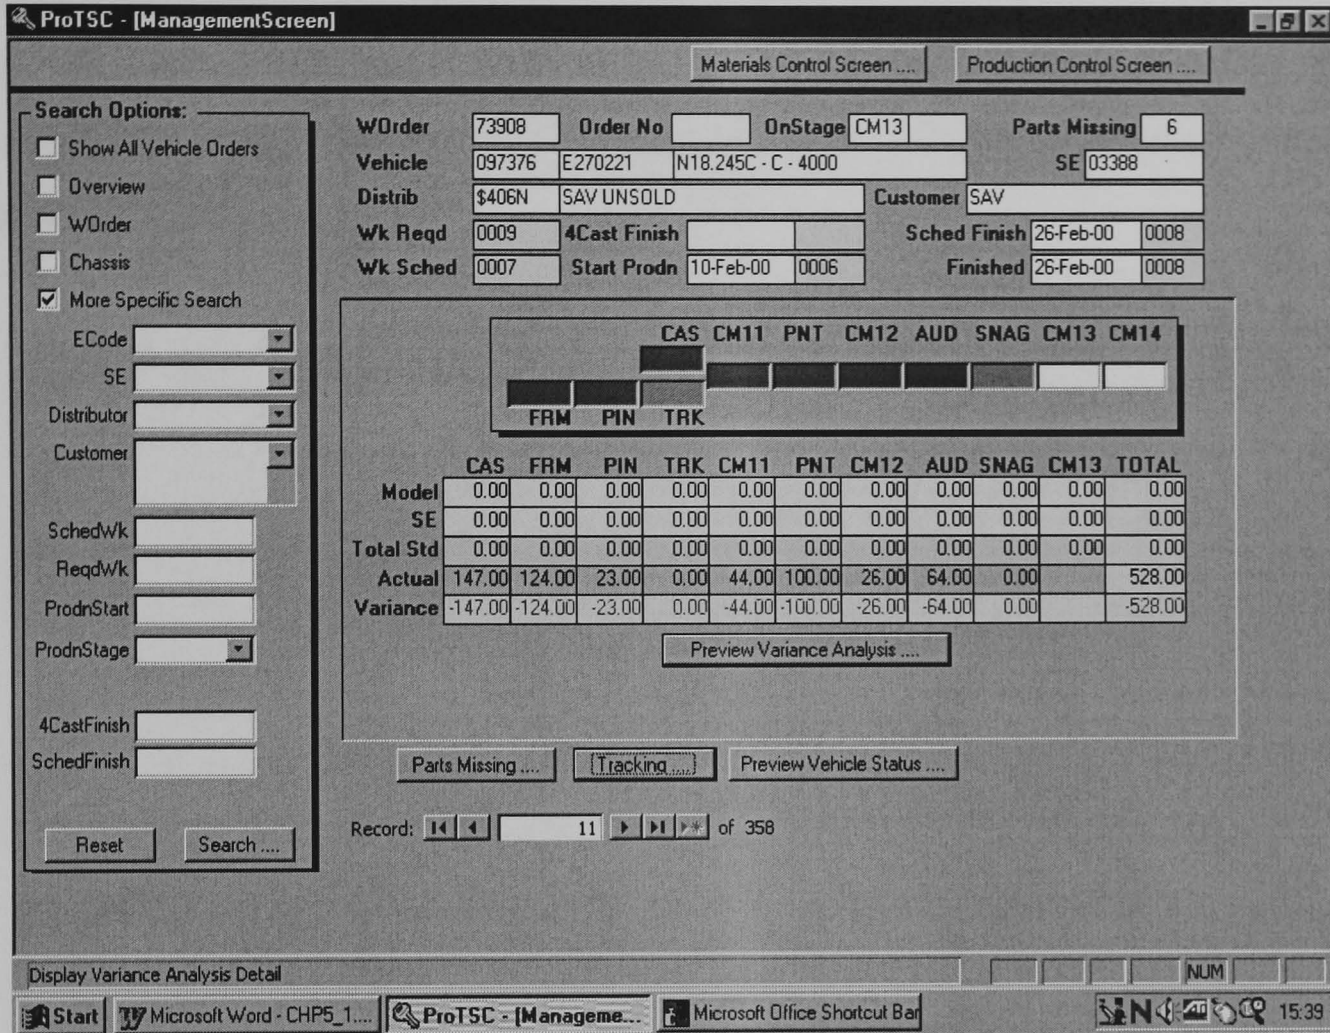 ProTSC - [ManagementScreen]
Materials Control Screen .... Production Control Screen ....
Search Options:
Show All Vehicle Orders
Overview
WOrder
Chassis
More Specific Search
ECode
SE
Distributor
Customer
SchedWk
ReqdWk
ProdnStart
ProdnStage
4CastFinish
SchedFinish
Reset Search ....
WOrder 73908 Order No OnStage CM13 Parts Missing 6
Vehicle 097376 E270221 N18.245C - C - 4000 SE 03388
Distrib $406N SAV UNSOLD Customer SAV
Wk Reqd 0009 4Cast Finish Sched Finish 26-Feb-00 0008
Wk Sched 0007 Start Prodn 10-Feb-00 0006 Finished 26-Feb-00 0008
CAS CM11 PNT CM12 AUD SNAG CM13 CM14
FRM PIN TRK
CAS FRM PIN TRK CM11 PNT CM12 AUD SNAG CM13 TOTAL
Model 0.00 0.00 0.00 0.00 0.00 0.00 0.00 0.00 0.00 0.00 0.00
SE 0.00 0.00 0.00 0.00 0.00 0.00 0.00 0.00 0.00 0.00 0.00
Total Std 0.00 0.00 0.00 0.00 0.00 0.00 0.00 0.00 0.00 0.00 0.00
Actual 147.00 124.00 23.00 0.00 44.00 100.00 26.00 64.00 0.00 528.00
Variance -147.00 -124.00 -23.00 0.00 -44.00 -100.00 -26.00 -64.00 0.00 -528.00
Preview Variance Analysis ....
Parts Missing .... Tracking .... Preview Vehicle Status ....
Record: 11 of 358
Display Variance Analysis Detail NUM
Start Microsoft Word - CHP5_1.... ProTSC - [Manageme... Microsoft Office Shortcut Bar N 15:39